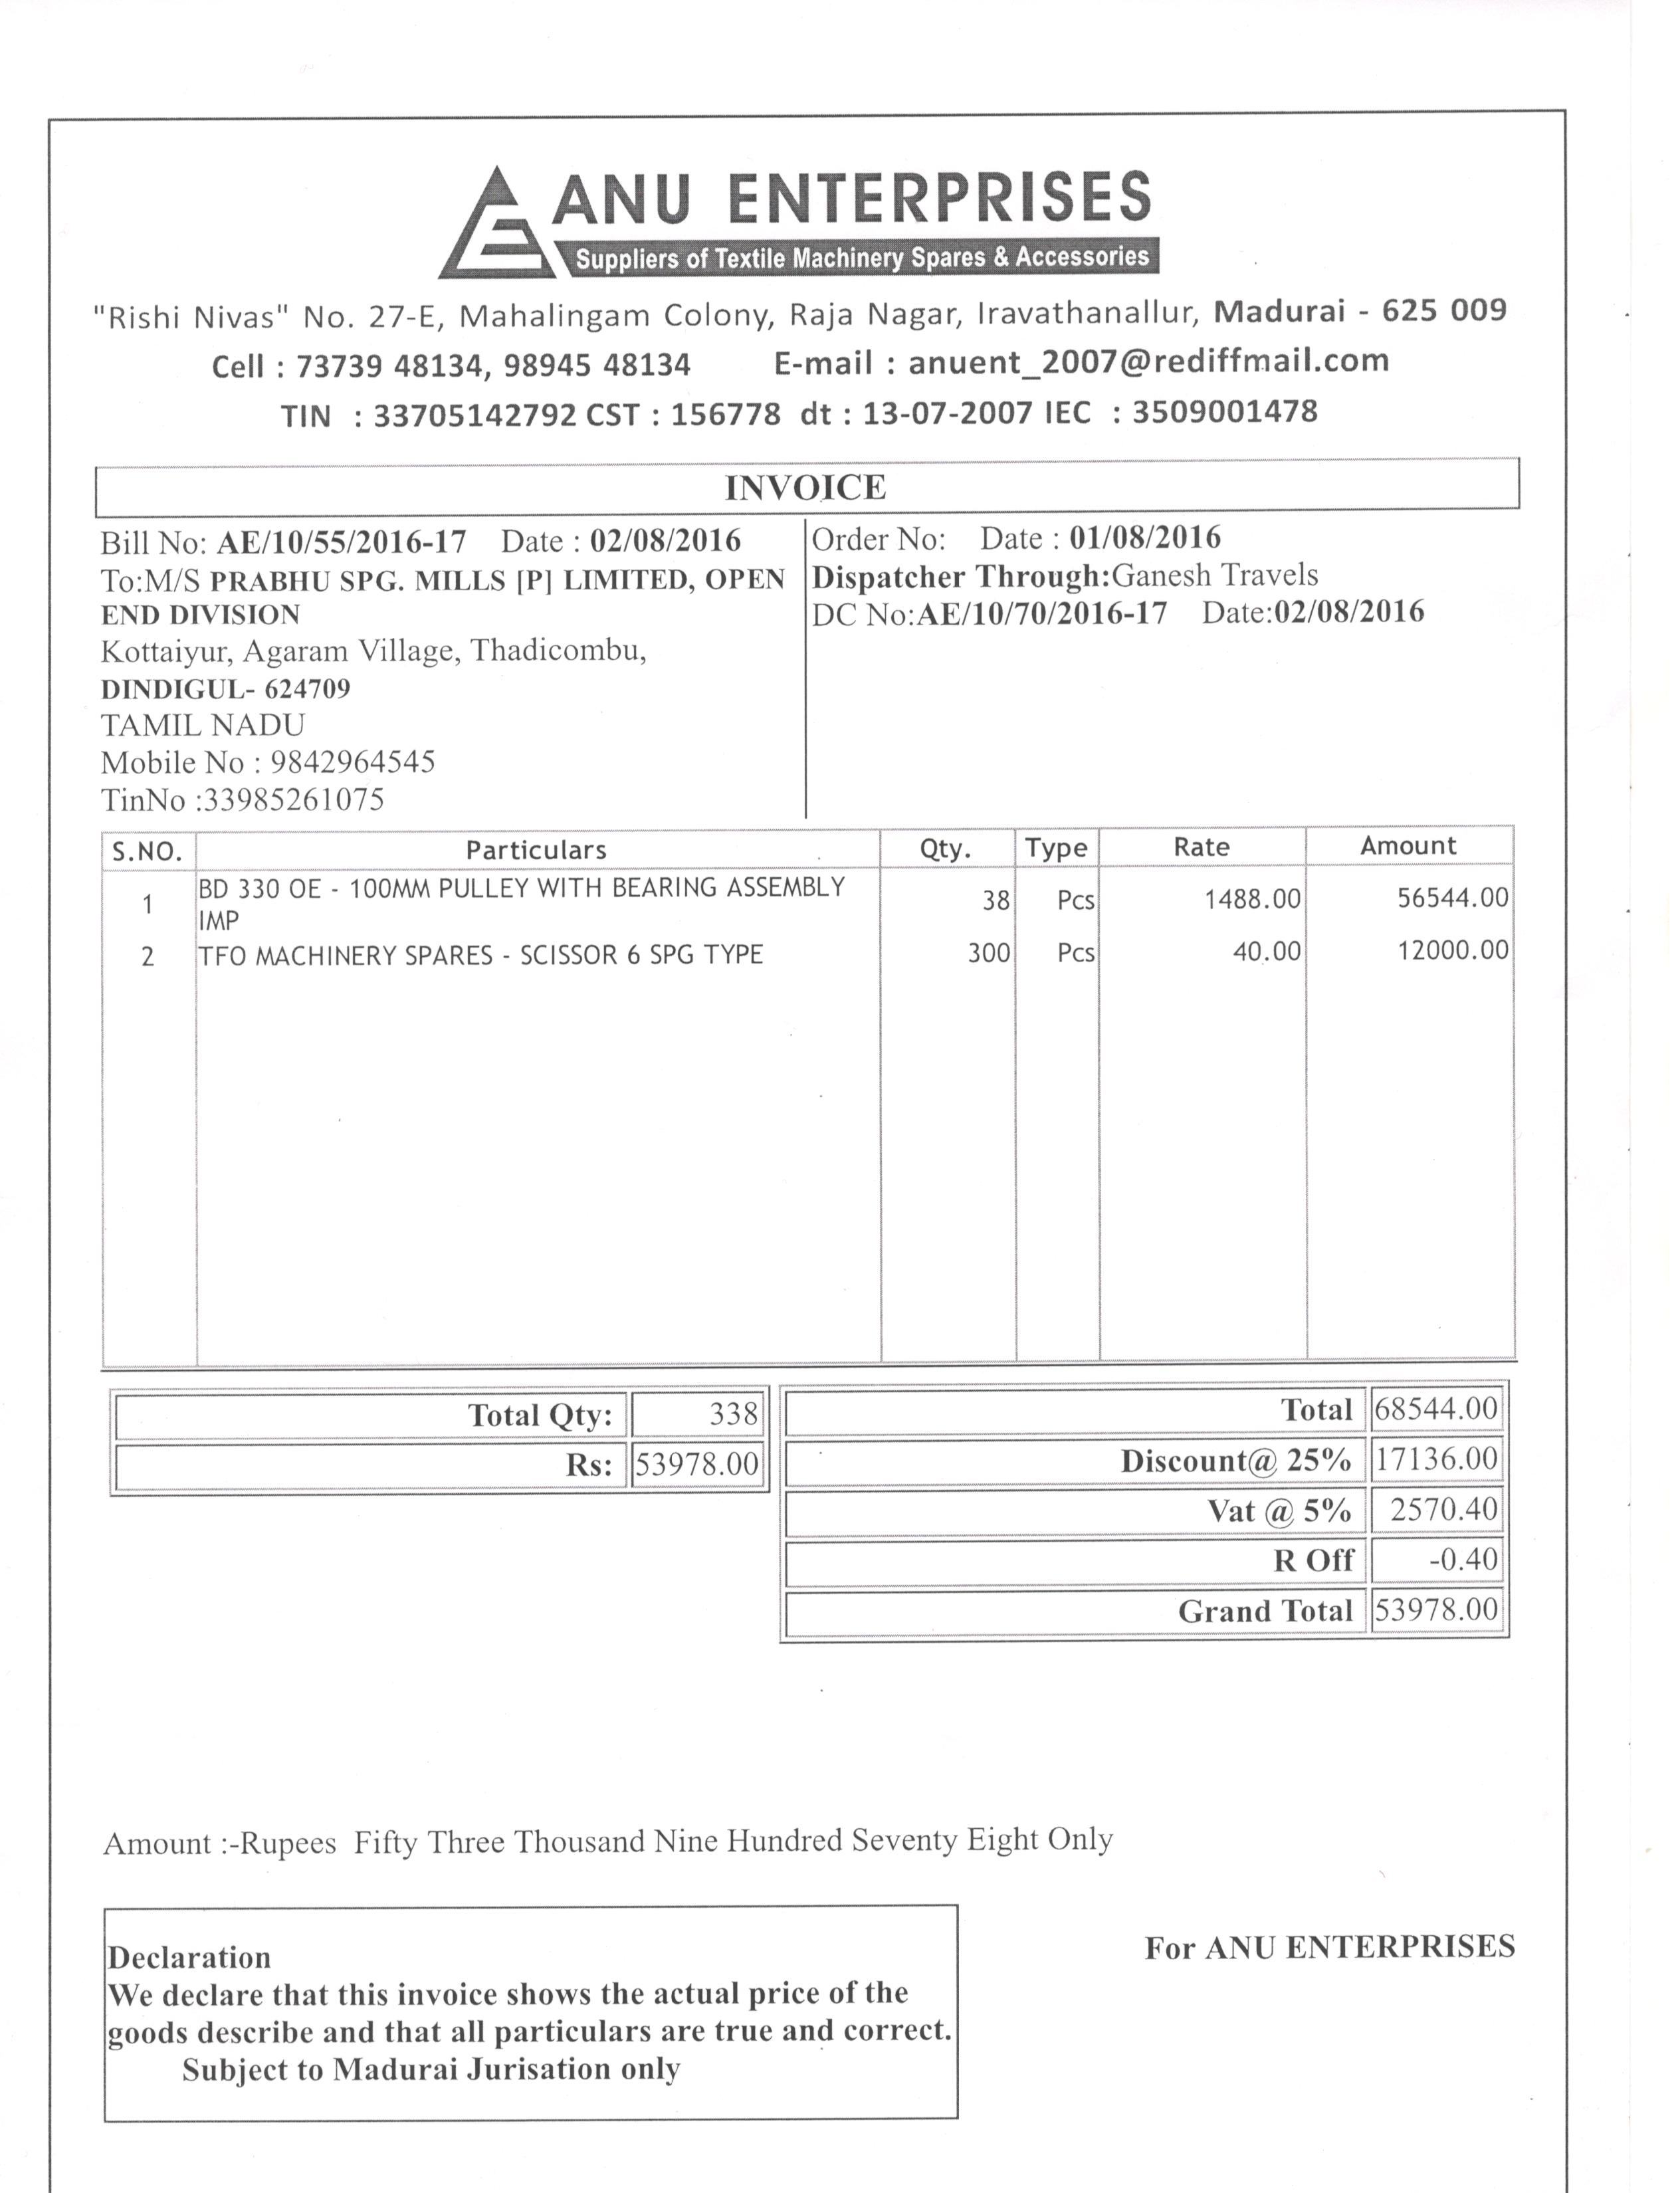 ANU ENTERPRISES
Suppliers of Textile Machinery Spares & Accessories
"Rishi Nivas" No. 27-E, Mahalingam Colony, Raja Nagar, Iravathanallur, Madurai - 625 009
Cell : 73739 48134, 98945 48134 E-mail : anuent_2007@rediffmail.com
TIN : 33705142792 CST : 156778 dt : 13-07-2007 IEC : 3509001478
INVOICE
Bill No: AE/10/55/2016-17 Date : 02/08/2016
To:M/S PRABHU SPG. MILLS [P] LIMITED, OPEN
END DIVISION
Kottaiyur, Agaram Village, Thadicombu,
DINDIGUL- 624709
TAMIL NADU
Mobile No : 9842964545
TinNo :33985261075
Order No: Date : 01/08/2016
Dispatcher Through:Ganesh Travels
DC No:AE/10/70/2016-17 Date:02/08/2016
S.NO. Particulars Qty. Type Rate Amount
1 BD 330 OE - 100MM PULLEY WITH BEARING ASSEMBLY 38 Pcs 1488.00 56544.00
IMP
2 TFO MACHINERY SPARES - SCISSOR 6 SPG TYPE 300 Pcs 40.00 12000.00
Total Qty: 338
Rs: 53978.00
Total 68544.00
Discount@ 25% 17136.00
Vat @ 5% 2570.40
R Off -0.40
Grand Total 53978.00
Amount :-Rupees Fifty Three Thousand Nine Hundred Seventy Eight Only
Declaration
We declare that this invoice shows the actual price of the
goods describe and that all particulars are true and correct.
Subject to Madurai Jurisation only
For ANU ENTERPRISES